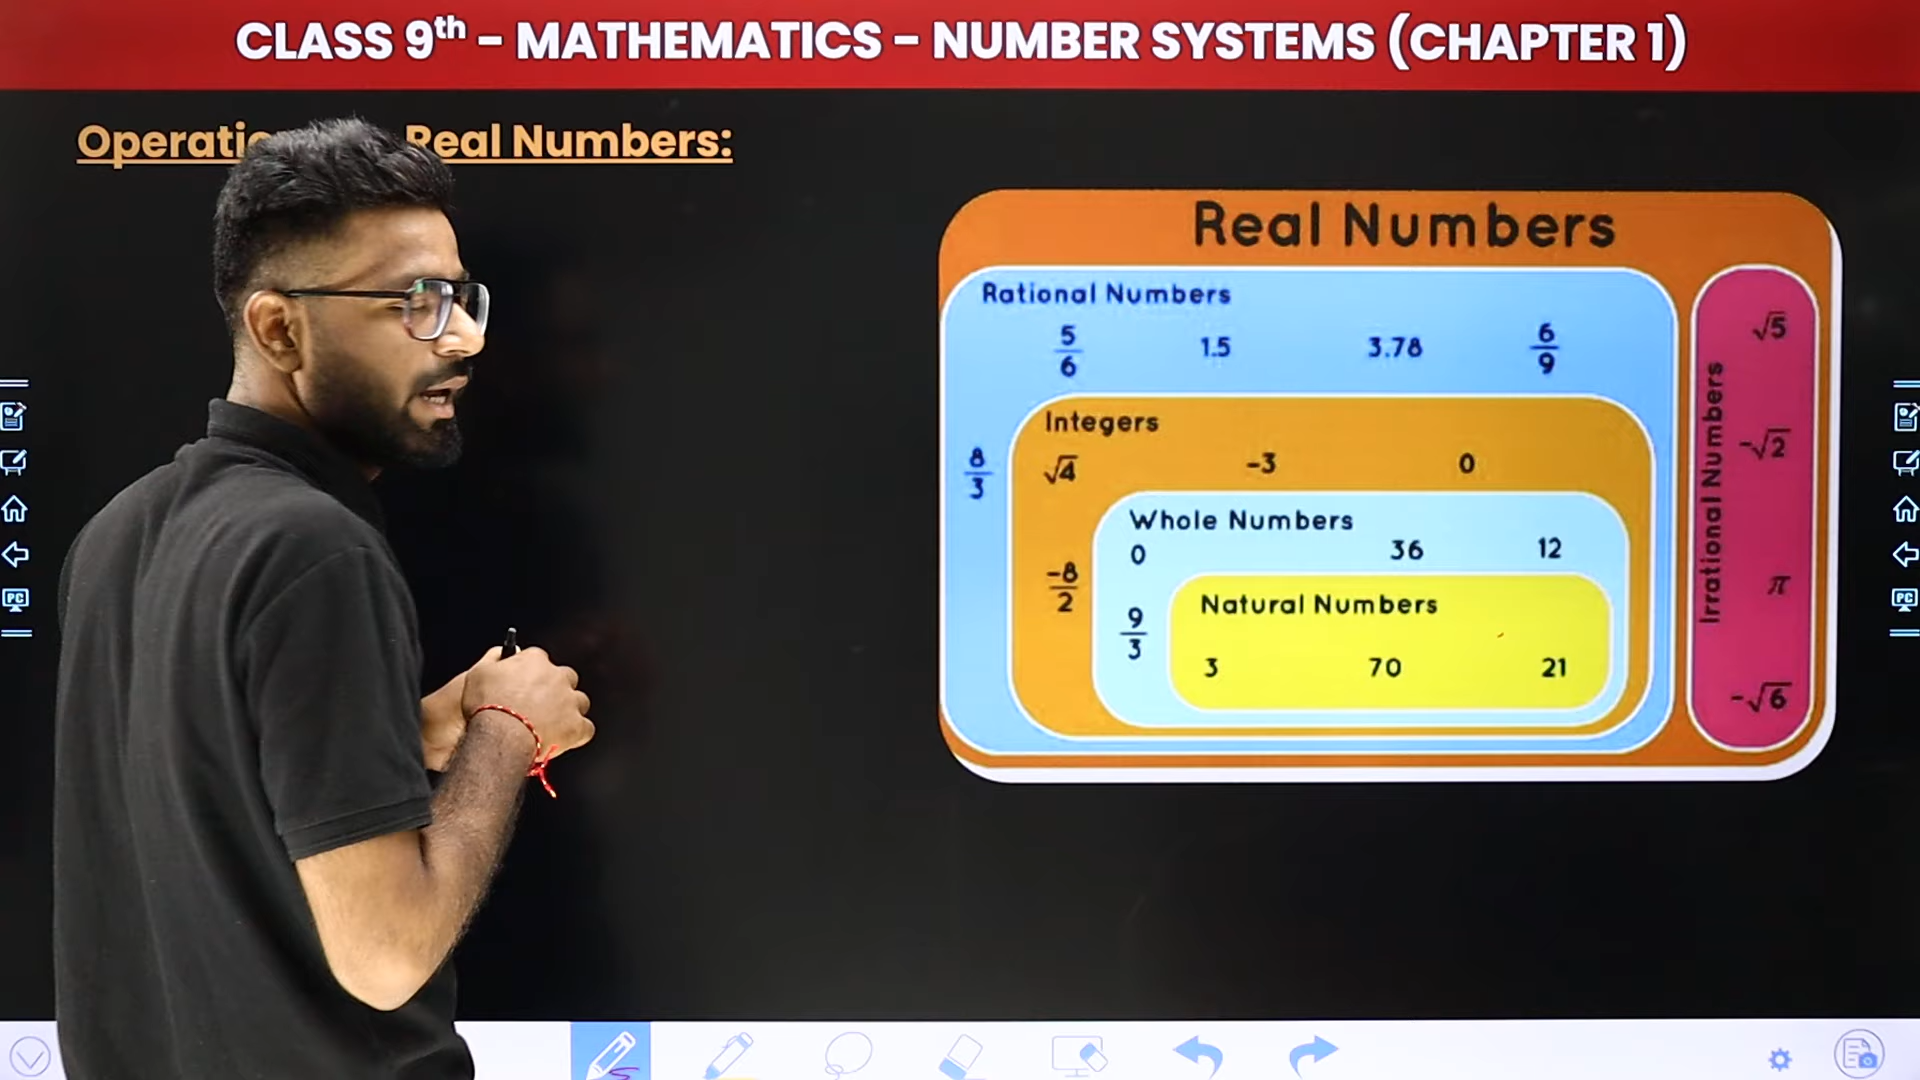 CLASS 9th - MATHEMATICS - NUMBER SYSTEMS (CHAPTER 1)
Real Numbers:
Real Numbers
Rational Numbers
5/6 1.5 3.78 6/9
8/3
Integers
√4 -3 0
-8/2
Whole Numbers
0 36 12
9/3
Natural Numbers
3 70 21
Irrational Numbers
√5
-√2
π
-√6
PC
PC